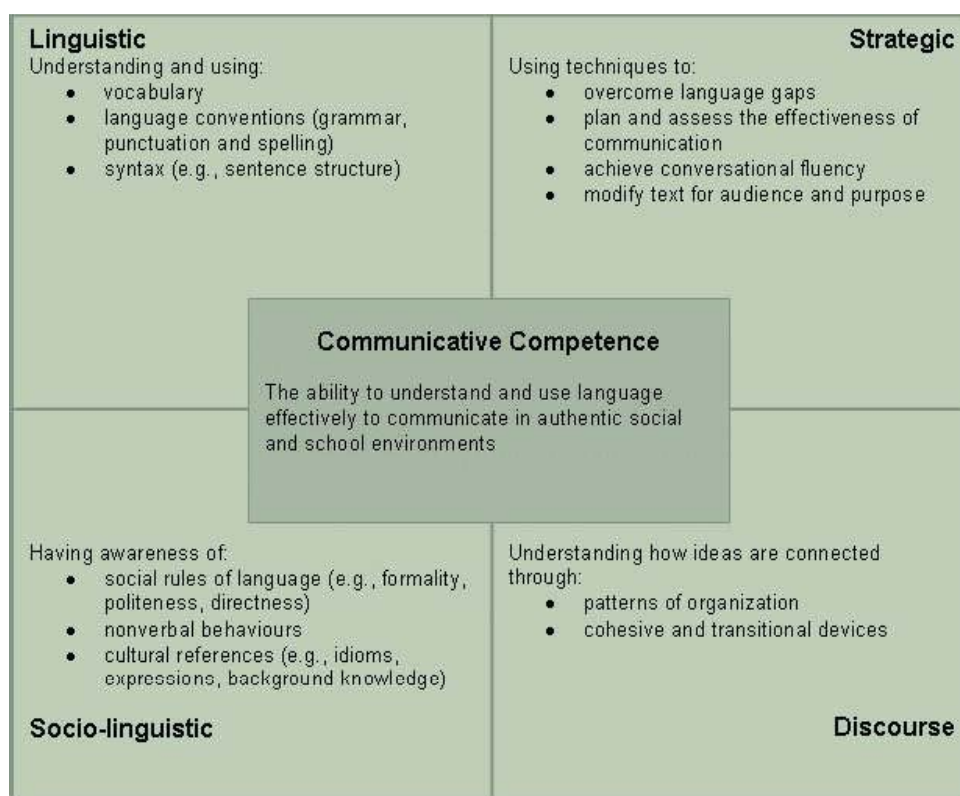 Linguistic
Understanding and using:
• vocabulary
• language conventions (grammar,
punctuation and spelling)
• syntax (e.g., sentence structure)
Strategic
Using techniques to:
• overcome language gaps
• plan and assess the effectiveness of
communication
• achieve conversational fluency
• modify text for audience and purpose
Communicative Competence
The ability to understand and use language
effectively to communicate in authentic social
and school environments
Having awareness of:
• social rules of language (e.g., formality,
politeness, directness)
• nonverbal behaviours
• cultural references (e.g., idioms,
expressions, background knowledge)
Socio-linguistic
Understanding how ideas are connected
through:
• patterns of organization
• cohesive and transitional devices
Discourse